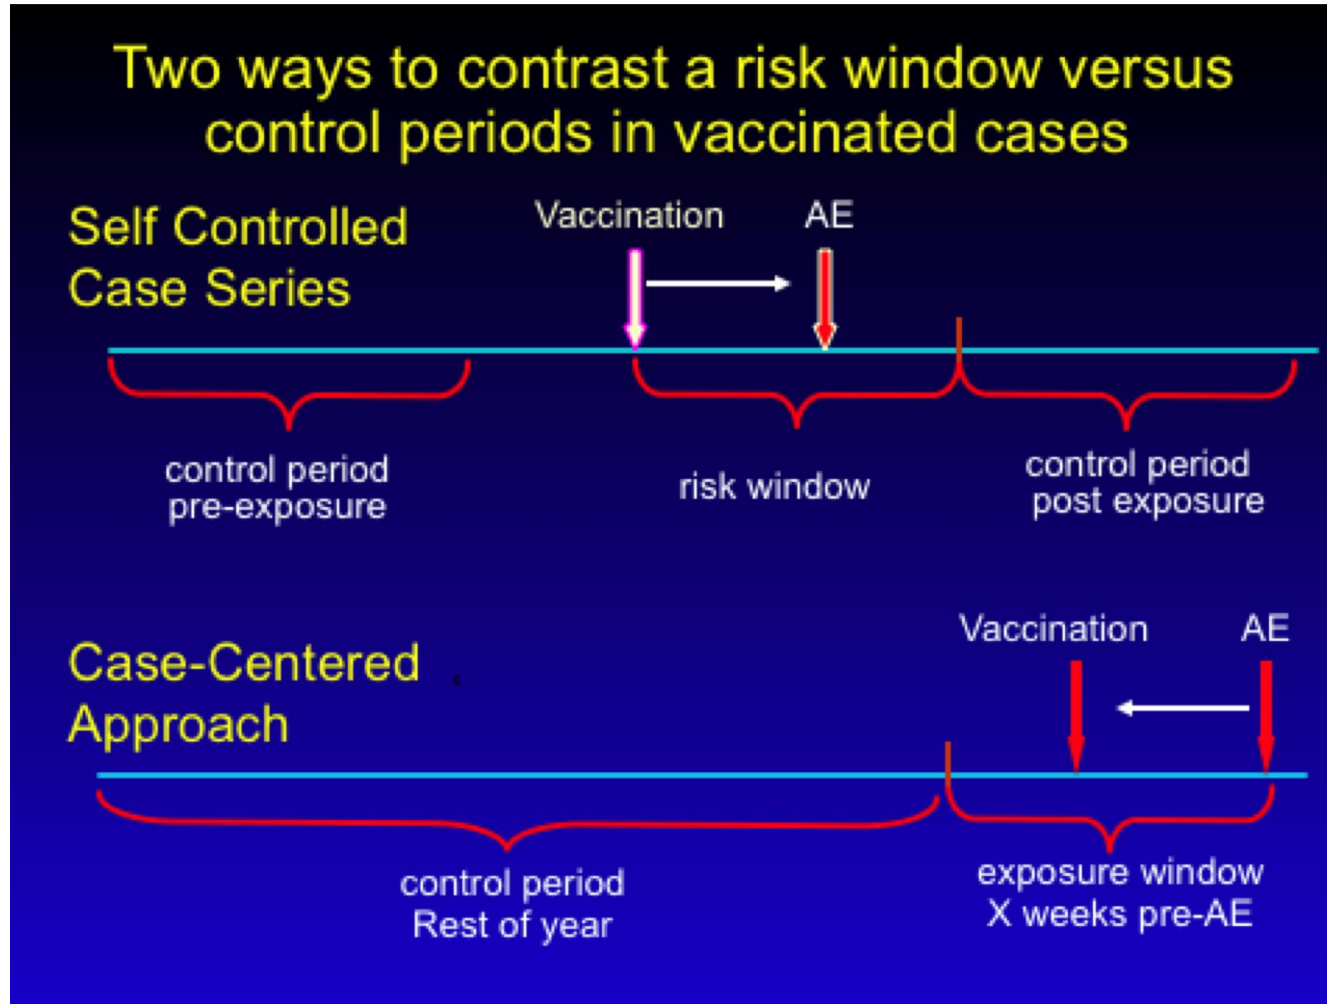 Two ways to contrast a risk window versus
control periods in vaccinated cases
Self Controlled
Case Series
Vaccination
AE
control period
pre-exposure
risk window
control period
post exposure
Case-Centered
Approach
Vaccination
AE
control period
Rest of year
exposure window
X weeks pre-AE